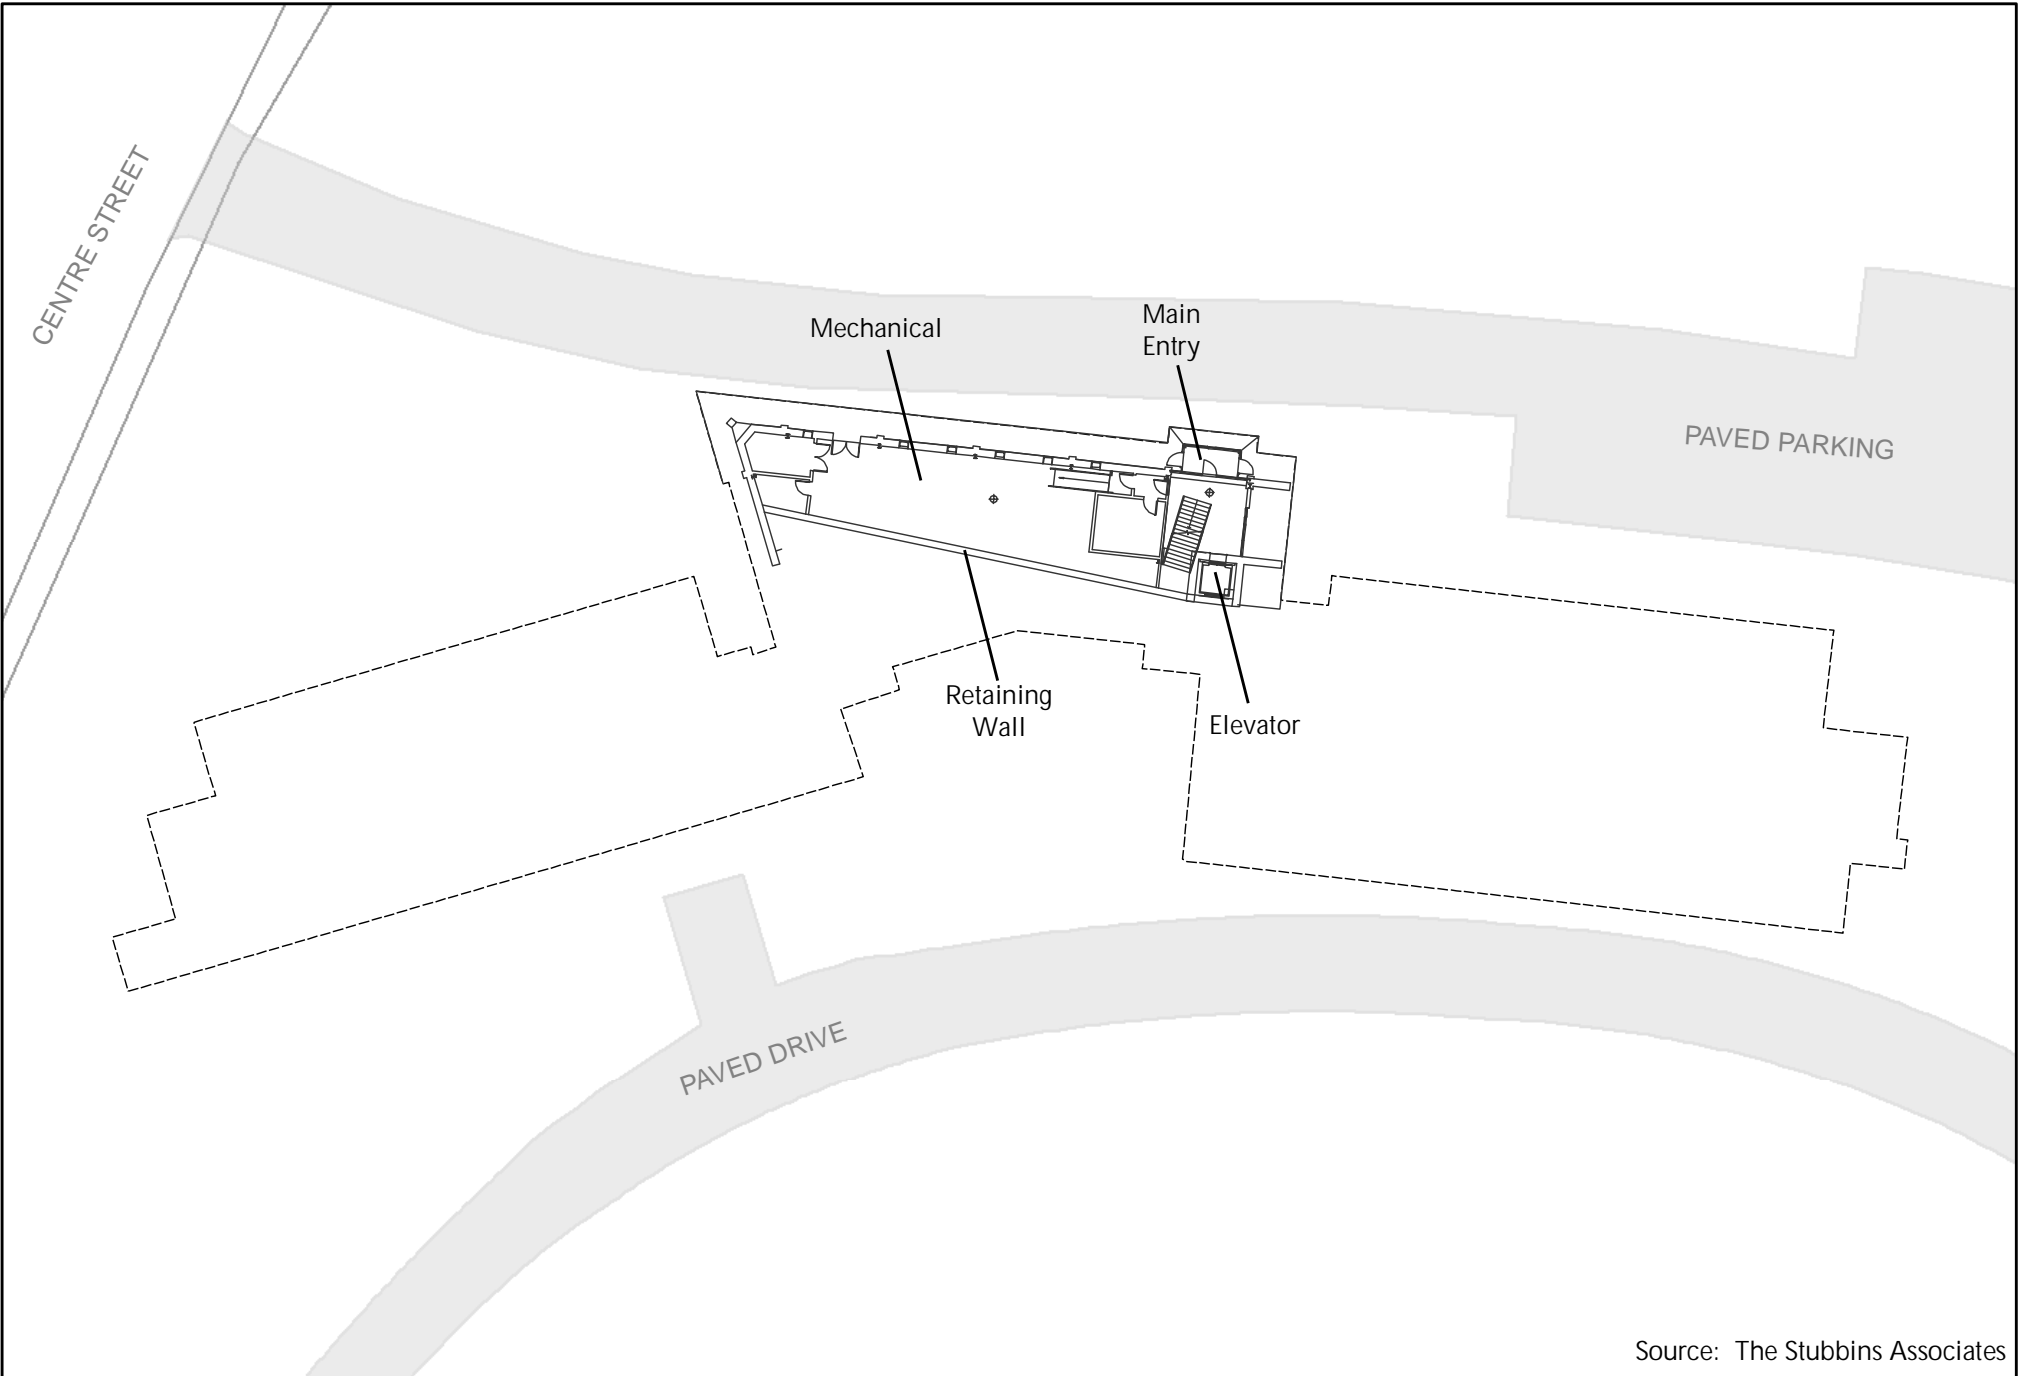 CENTRE STREET
Mechanical
Main
Entry
PAVED PARKING
Retaining
Wall
Elevator
PAVED DRIVE
Source: The Stubbins Associates